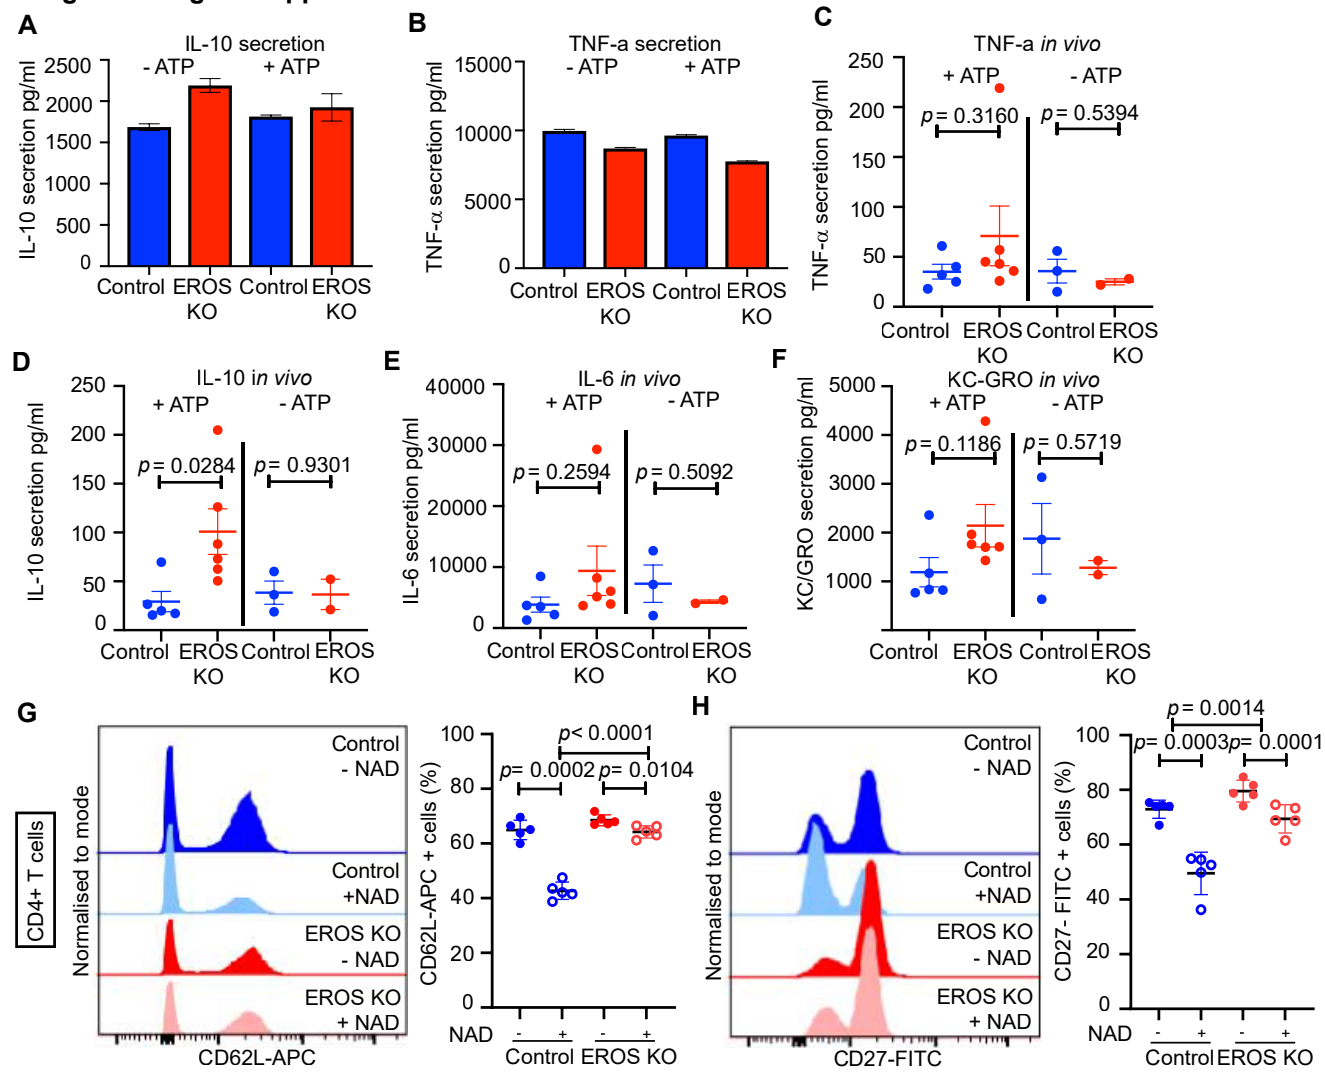 A
IL-10 secretion
- ATP + ATP
IL-10 secretion pg/ml
2500
2000
1500
1000
500
0
Control EROS Control EROS
KO KO
B
TNF-a secretion
- ATP + ATP
TNF-α secretion pg/ml
15000
10000
5000
0
Control EROS Control EROS
KO KO
C
TNF-a in vivo
+ ATP - ATP
p = 0.3160 p = 0.5394
TNF-α secretion pg/ml
250
200
150
100
50
0
Control EROS Control EROS
KO KO
D
IL-10 in vivo
+ ATP - ATP
p = 0.0284 p = 0.9301
IL-10 secretion pg/ml
250
200
150
100
50
0
Control EROS Control EROS
KO KO
E
IL-6 in vivo
+ ATP - ATP
p = 0.2594 p = 0.5092
IL-6 secretion pg/ml
40000
30000
20000
10000
0
Control EROS Control EROS
KO KO
F
KC-GRO in vivo
+ ATP - ATP
p = 0.1186 p = 0.5719
KC/GRO secretion pg/ml
5000
4000
3000
2000
1000
Control EROS Control EROS
KO KO
G
CD4+ T cells
Normalised to mode
Control
- NAD
Control
+NAD
EROS KO
- NAD
EROS KO
+ NAD
CD62L-APC
CD62L-APC + cells (%)
100
80
60
40
20
0
p< 0.0001
p= 0.0002 p= 0.0104
NAD - + - +
Control EROS KO
H
Normalised to mode
Control
- NAD
Control
+NAD
EROS KO
- NAD
EROS KO
+ NAD
CD27-FITC
CD27- FITC + cells (%)
100
80
60
40
20
0
p= 0.0014
p= 0.0003 p= 0.0001
NAD - + - +
Control EROS KO